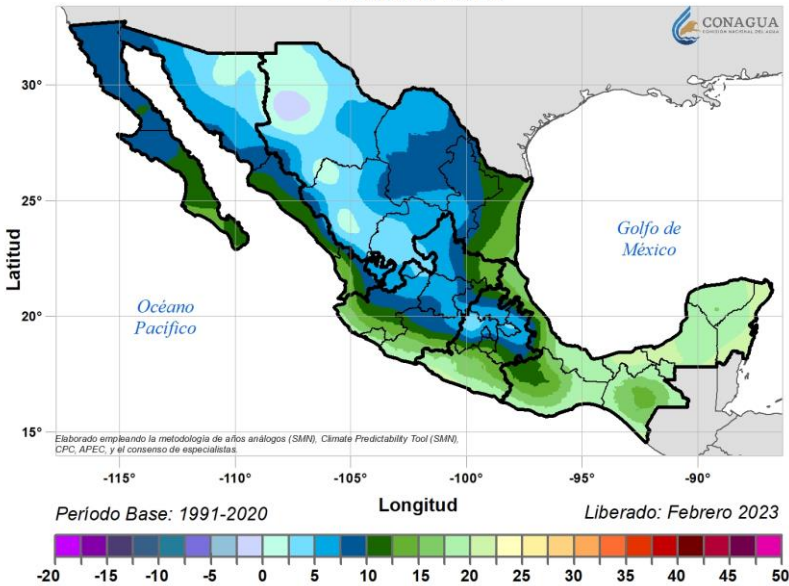 CONAGUA
COMISIÓN NACIONAL DEL AGUA
30°
25°
20°
15°
Latitud
Golfo de
México
Océano
Pacífico
Elaborado empleando la metodología de años análogos (SMN), Climate Predictability Tool (SMN),
CPC, APEC, y el consenso de especialistas.
-115° -110° -105° -100° -95° -90°
Longitud
Período Base: 1991-2020
Liberado: Febrero 2023
-20 -15 -10 -5 0 5 10 15 20 25 30 35 40 45 50